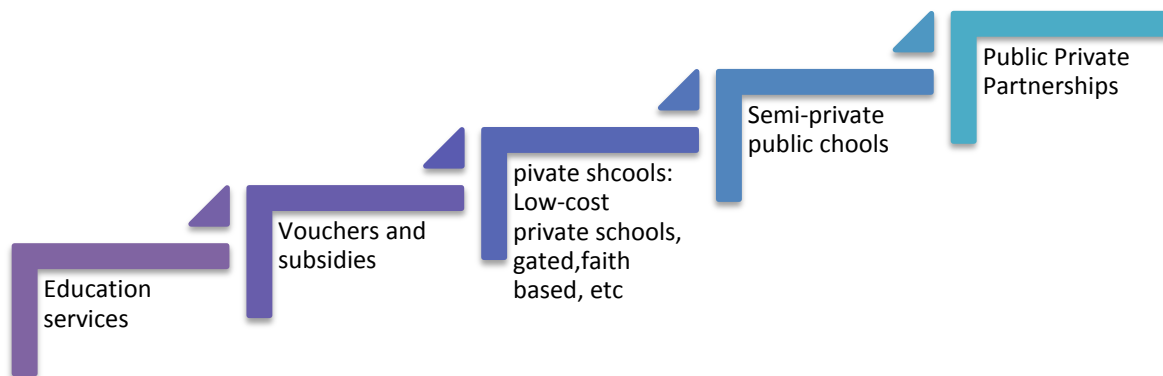 Education
services
Vouchers and
subsidies
pivate shcools:
Low-cost
private schools,
gated,faith
based, etc
Semi-private
public chools
Public Private
Partnerships